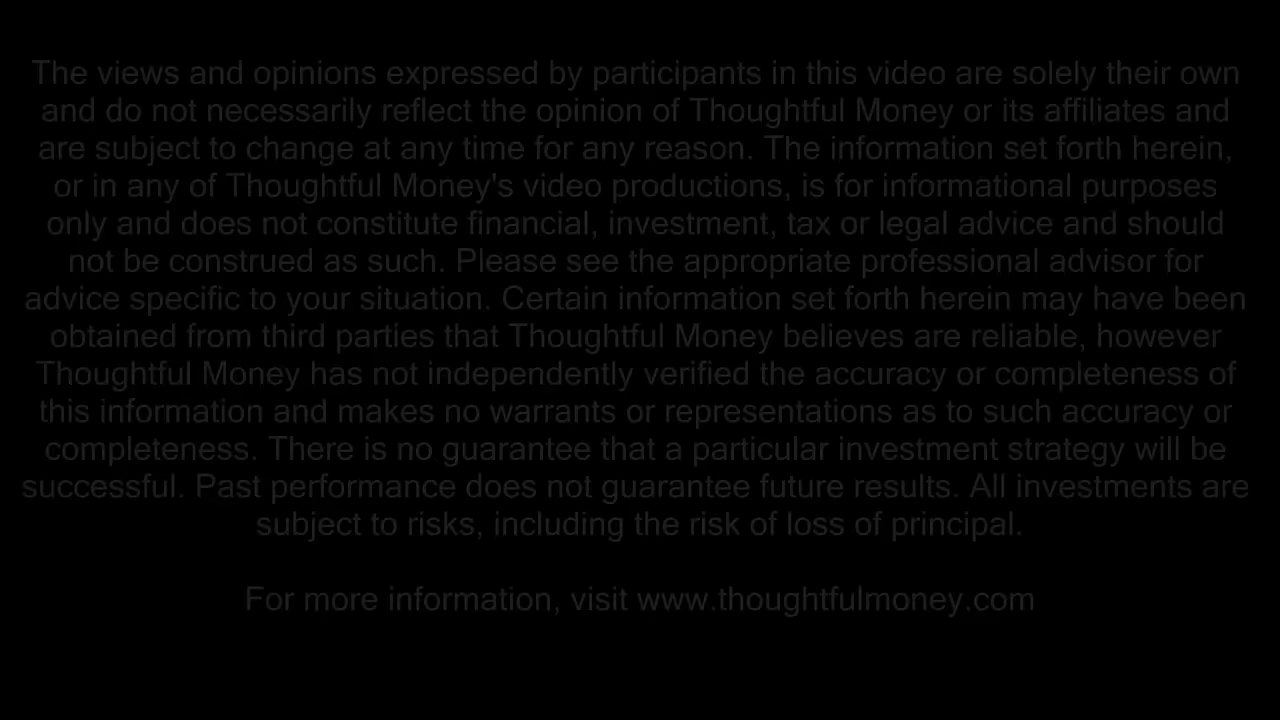 The views and opinions expressed by participants in this video are solely their own
and do not necessarily reflect the opinion of Thoughtful Money or its affiliates and
are subject to change at any time for any reason. The information set forth herein,
or in any of Thoughtful Money's video productions, is for informational purposes
only and does not constitute financial, investment, tax or legal advice and should
not be construed as such. Please see the appropriate professional advisor for
advice specific to your situation. Certain information set forth herein may have been
obtained from third parties that Thoughtful Money believes are reliable, however
Thoughtful Money has not independently verified the accuracy or completeness of
this information and makes no warrants or representations as to such accuracy or
completeness. There is no guarantee that a particular investment strategy will be
successful. Past performance does not guarantee future results. All investments are
subject to risks, including the risk of loss of principal.
For more information, visit www.thoughtfulmoney.com